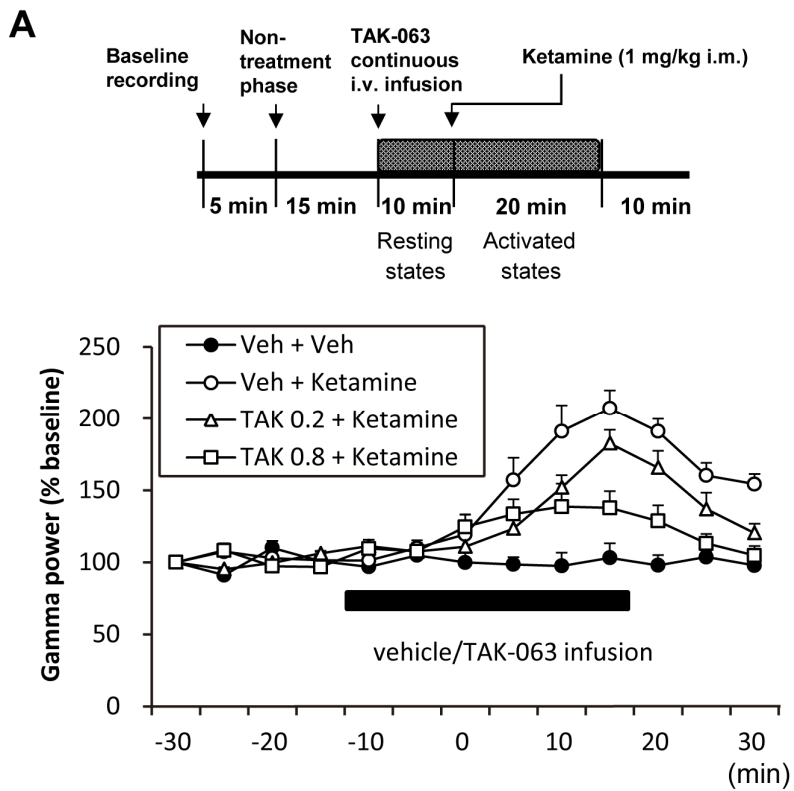 A
Baseline
recording
Non-
treatment
phase
TAK-063
continuous
i.v. infusion
Ketamine (1 mg/kg i.m.)
5 min
15 min
10 min
20 min
10 min
Resting
states
Activated
states
Gamma power (% baseline)
250
200
150
100
50
0
Veh + Veh
Veh + Ketamine
TAK 0.2 + Ketamine
TAK 0.8 + Ketamine
vehicle/TAK-063 infusion
-30
-20
-10
0
10
20
30
(min)